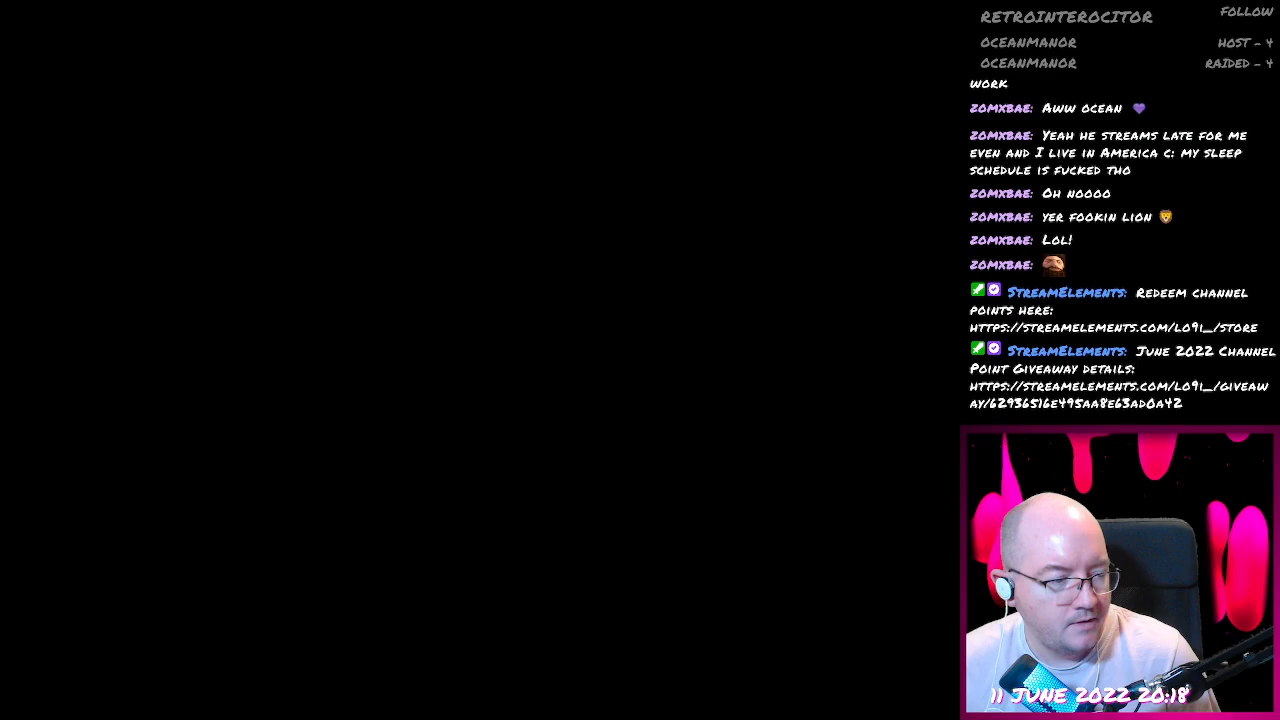 RETROINTEROCITOR FOLLOW
OCEANMANOR HOST - 4
OCEANMANOR RAIDED - 4
WORK
ZOMXBAE: AWW OCEAN 💜
ZOMXBAE: YEAH HE STREAMS LATE FOR ME
EVEN AND I LIVE IN AMERICA C: MY SLEEP
SCHEDULE IS FUCKED THO
ZOMXBAE: OH NOOOO
ZOMXBAE: YER FOOKIN LION 🦁
ZOMXBAE: LOL!
ZOMXBAE:
STREAMELEMENTS: REDEEM CHANNEL
POINTS HERE:
HTTPS://STREAMELEMENTS.COM/LO9I_/STORE
STREAMELEMENTS: JUNE 2022 CHANNEL
POINT GIVEAWAY DETAILS:
HTTPS://STREAMELEMENTS.COM/LO9I_/GIVEAW
AY/62936516E495AA8E63AD0A42
11 JUNE 2022 20:18